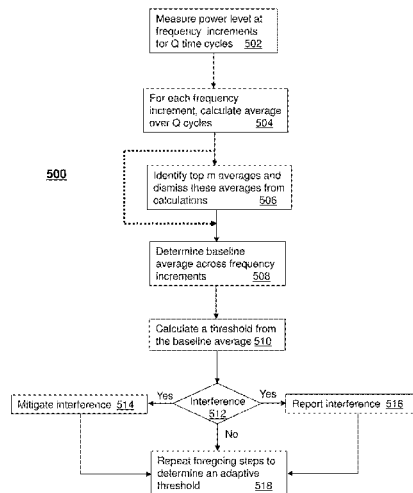 Measure power level at
frequency increments
for Q time cycles 502
For each frequency
increment, calculate average
over Q cycles 504
500
Identify top m averages and
dismiss these averages from
calculations 506
Determine baseline
average across frequency
increments 508
Calculate a threshold from
the baseline average 510
Interference
512
Yes
Yes
Mitigate interference 514
Report interference 516
No
Repeat foregoing steps to
determine an adaptive
threshold 518